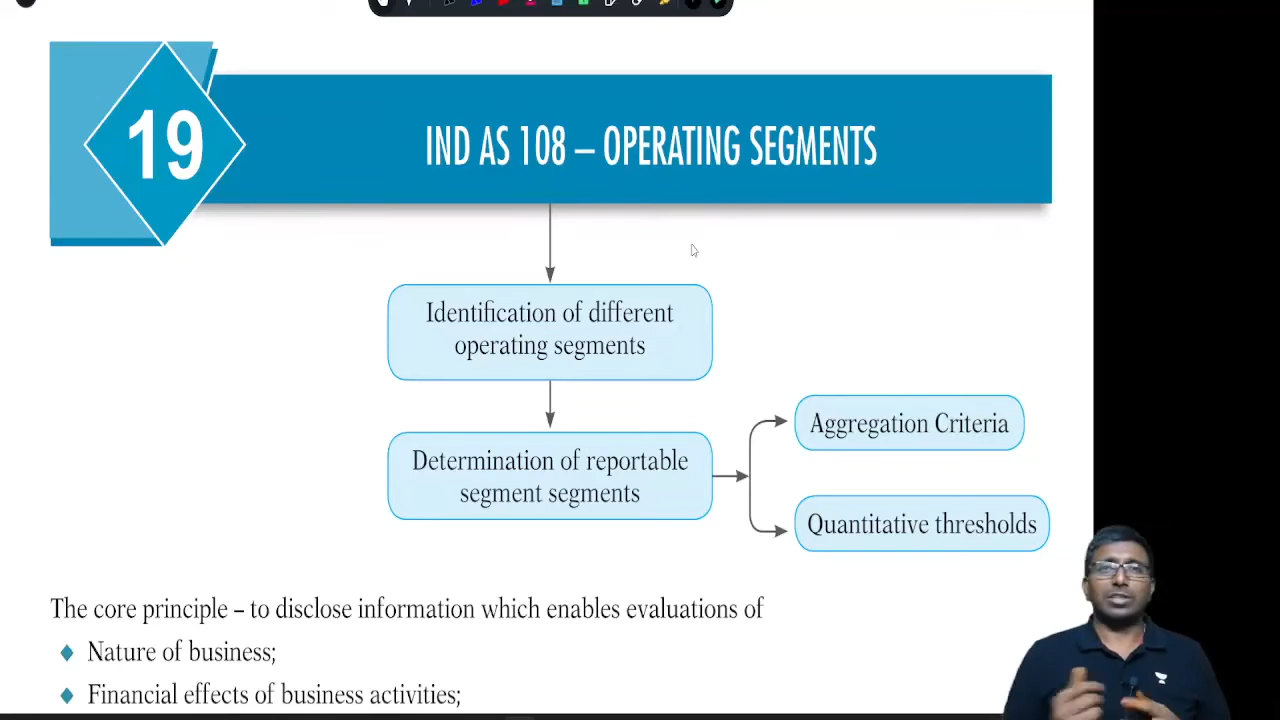 19
IND AS 108 – OPERATING SEGMENTS
Identification of different
operating segments
Determination of reportable
segment segments
Aggregation Criteria
Quantitative thresholds
The core principle – to disclose information which enables evaluations of
Nature of business;
Financial effects of business activities;